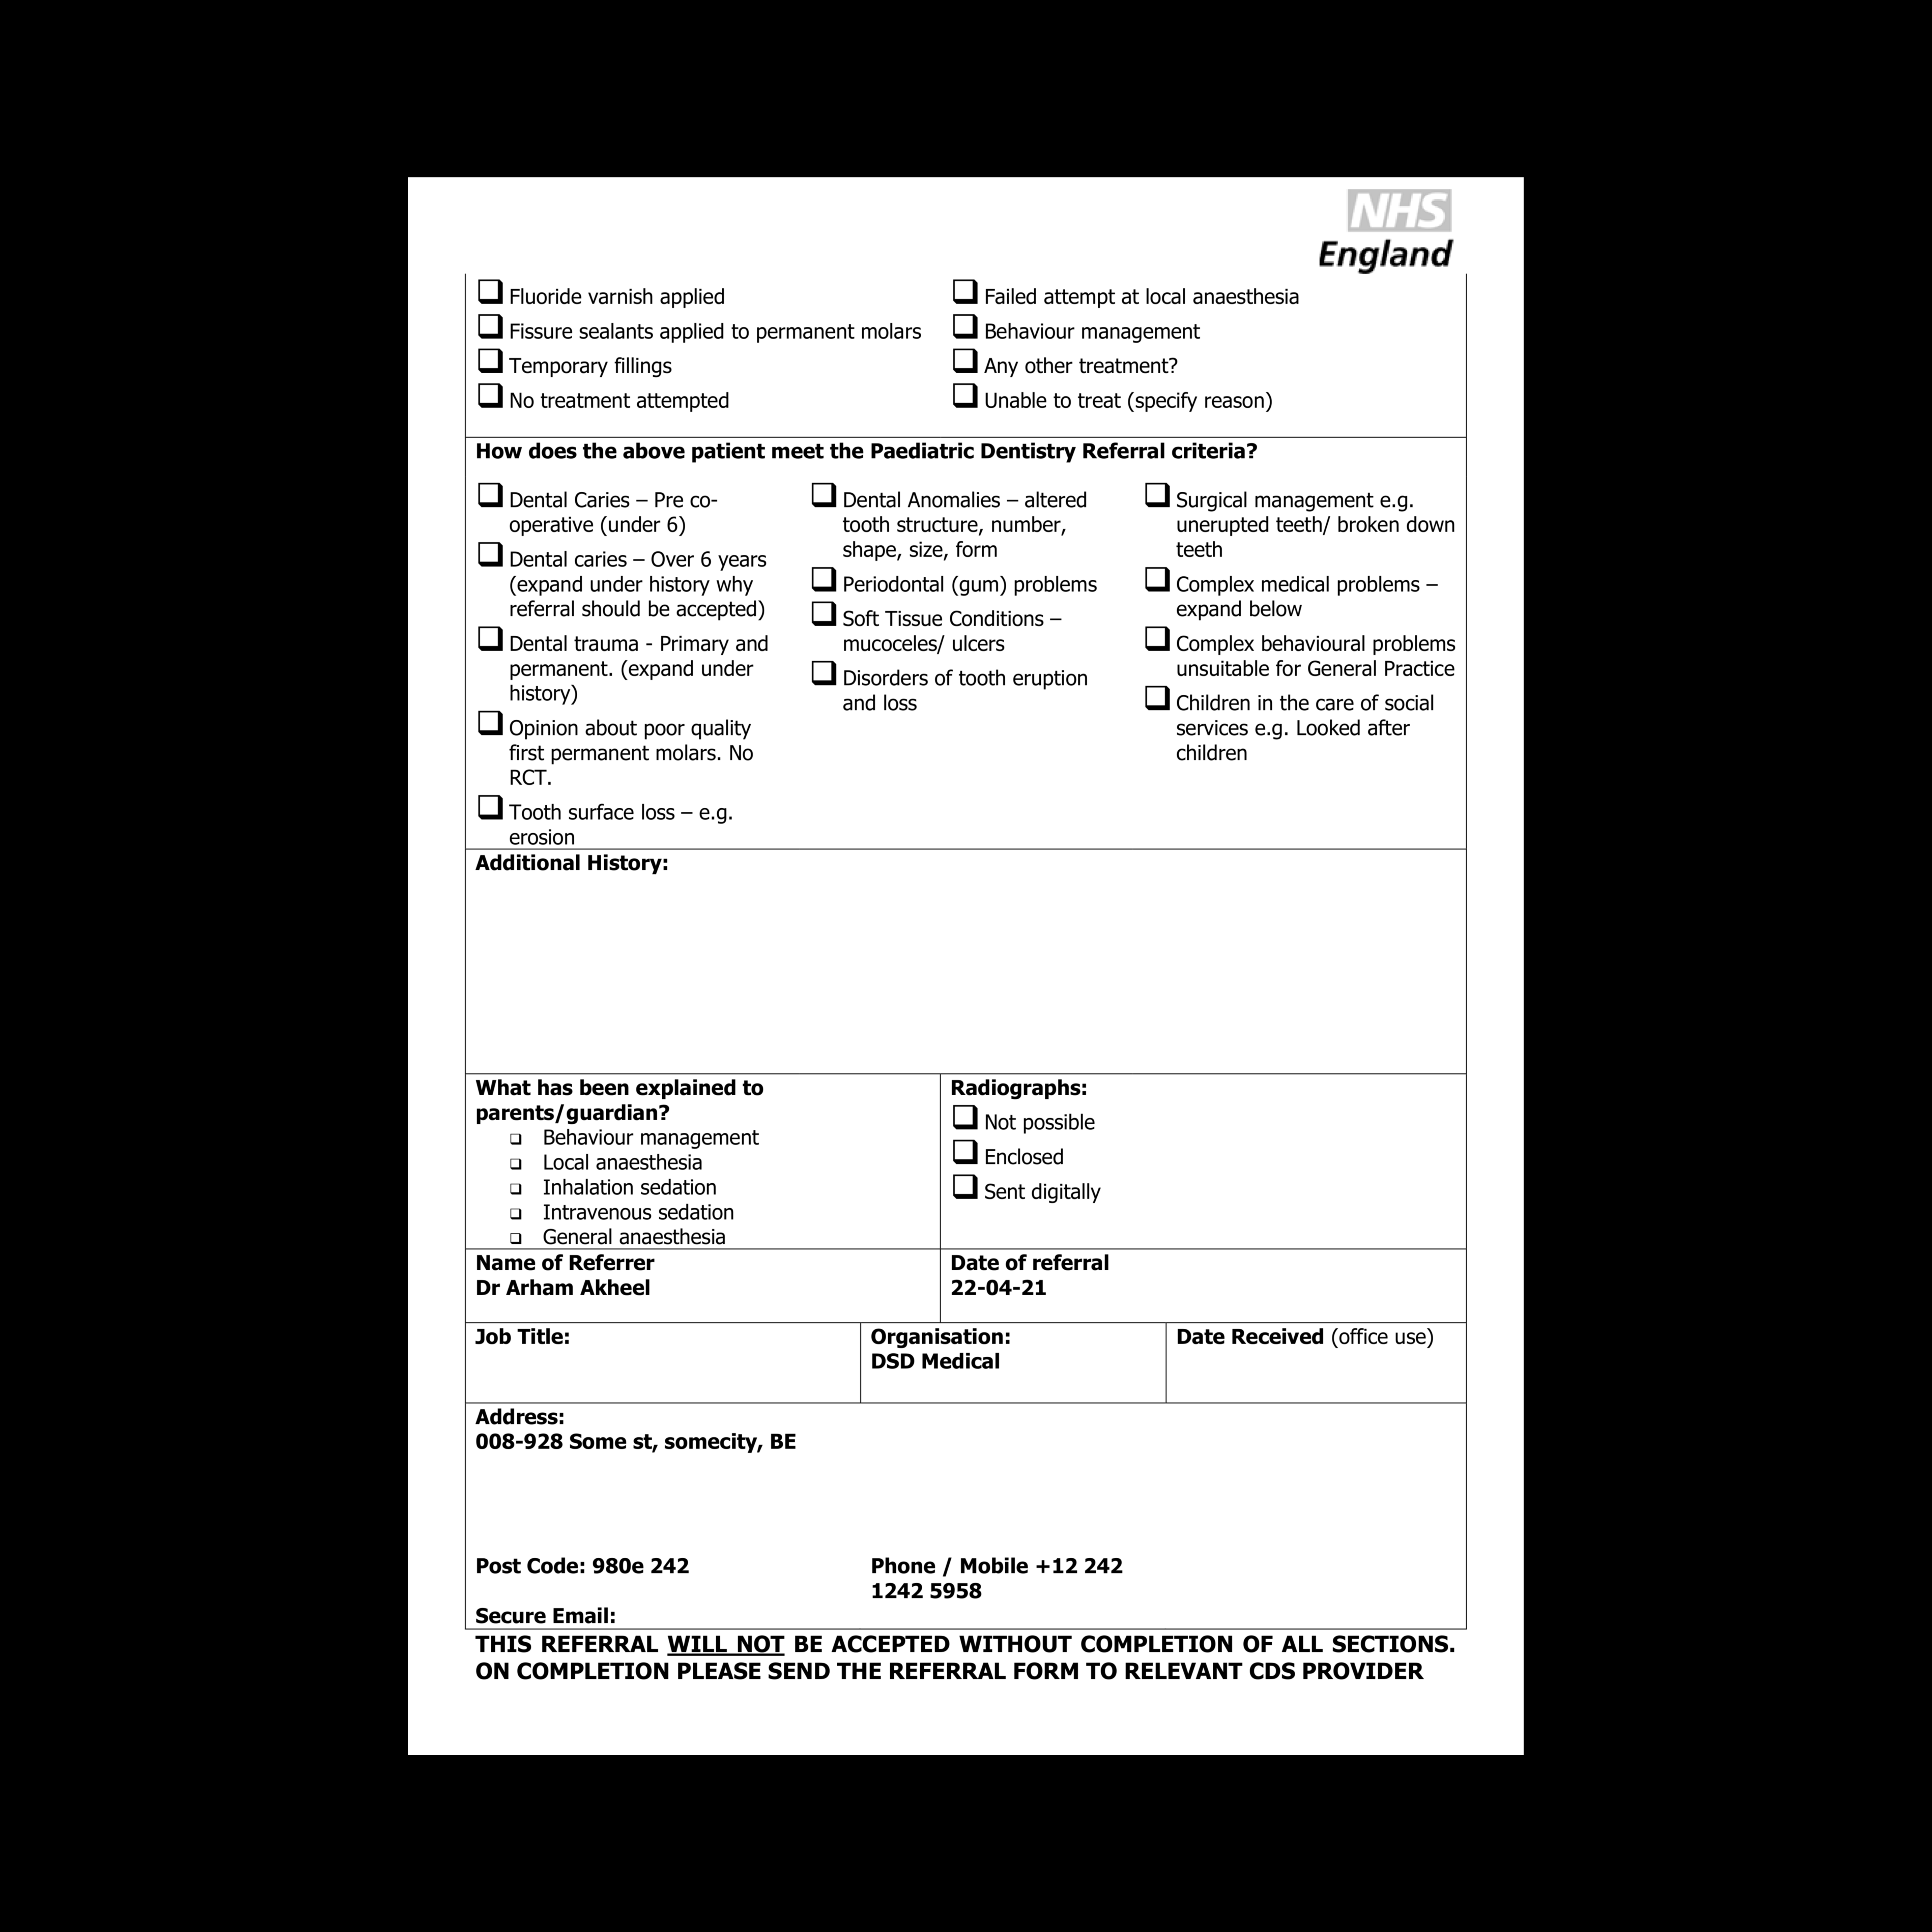 NHS
England
Fluoride varnish applied
Fissure sealants applied to permanent molars
Temporary fillings
No treatment attempted
Failed attempt at local anaesthesia
Behaviour management
Any other treatment?
Unable to treat (specify reason)
How does the above patient meet the Paediatric Dentistry Referral criteria?
Dental Caries – Pre co-
operative (under 6)
Dental caries – Over 6 years
(expand under history why
referral should be accepted)
Dental trauma - Primary and
permanent. (expand under
history)
Opinion about poor quality
first permanent molars. No
RCT.
Tooth surface loss – e.g.
erosion
Dental Anomalies – altered
tooth structure, number,
shape, size, form
Periodontal (gum) problems
Soft Tissue Conditions –
mucoceles/ ulcers
Disorders of tooth eruption
and loss
Surgical management e.g.
unerupted teeth/ broken down
teeth
Complex medical problems –
expand below
Complex behavioural problems
unsuitable for General Practice
Children in the care of social
services e.g. Looked after
children
Additional History:
What has been explained to
parents/guardian?
Behaviour management
Local anaesthesia
Inhalation sedation
Intravenous sedation
General anaesthesia
Radiographs:
Not possible
Enclosed
Sent digitally
Name of Referrer
Dr Arham Akheel
Date of referral
22-04-21
Job Title:
Organisation:
DSD Medical
Date Received (office use)
Address:
008-928 Some st, somecity, BE
Post Code: 980e 242
Phone / Mobile +12 242
1242 5958
Secure Email:
THIS REFERRAL WILL NOT BE ACCEPTED WITHOUT COMPLETION OF ALL SECTIONS.
ON COMPLETION PLEASE SEND THE REFERRAL FORM TO RELEVANT CDS PROVIDER